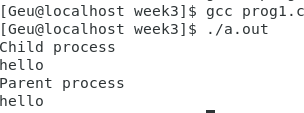 [Geu@localhost week3]$ gcc prog1.c
[Geu@localhost week3]$ ./a.out
Child process
hello
Parent process
hello